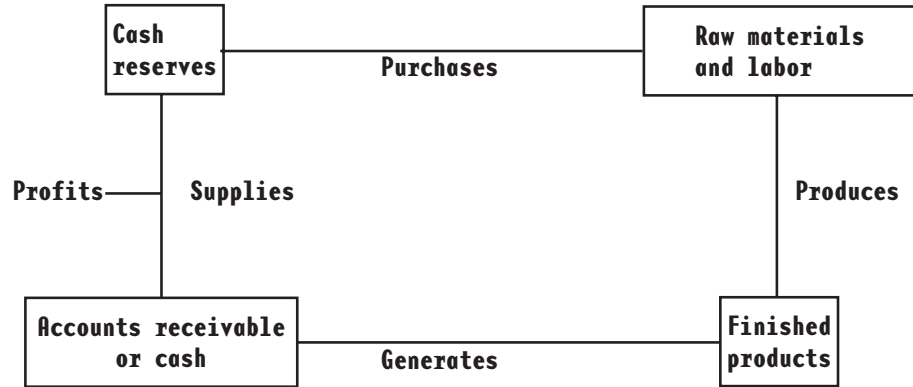 Cash
reserves
Purchases
Raw materials
and labor
Profits
Supplies
Produces
Accounts receivable
or cash
Generates
Finished
products